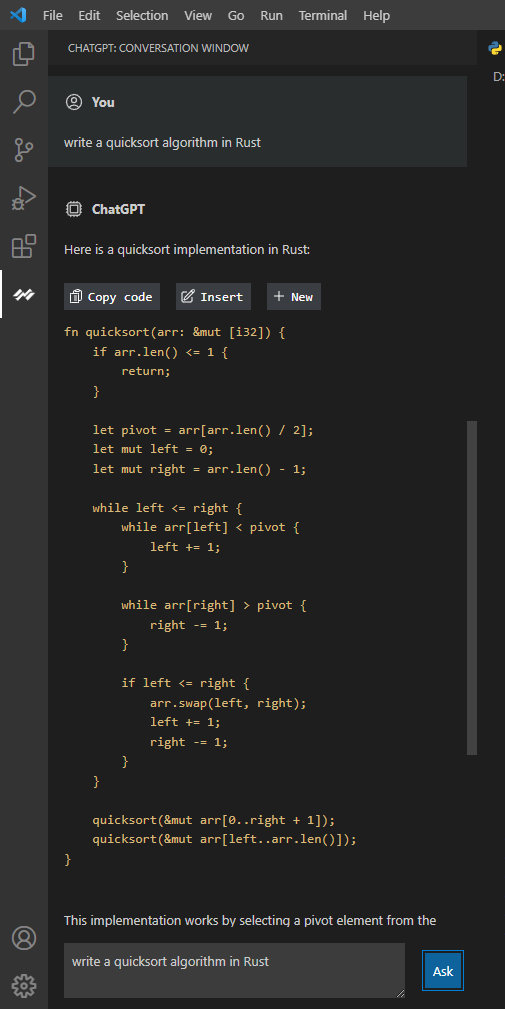 File Edit Selection View Go Run Terminal Help
CHATGPT: CONVERSATION WINDOW
D:
You
write a quicksort algorithm in Rust
ChatGPT
Here is a quicksort implementation in Rust:
Copy code Insert + New
fn quicksort(arr: &mut [i32]) {
    if arr.len() <= 1 {
        return;
    }

    let pivot = arr[arr.len() / 2];
    let mut left = 0;
    let mut right = arr.len() - 1;

    while left <= right {
        while arr[left] < pivot {
            left += 1;
        }

        while arr[right] > pivot {
            right -= 1;
        }

        if left <= right {
            arr.swap(left, right);
            left += 1;
            right -= 1;
        }
    }

    quicksort(&mut arr[0..right + 1]);
    quicksort(&mut arr[left..arr.len()]);
}
This implementation works by selecting a pivot element from the
write a quicksort algorithm in Rust
Ask